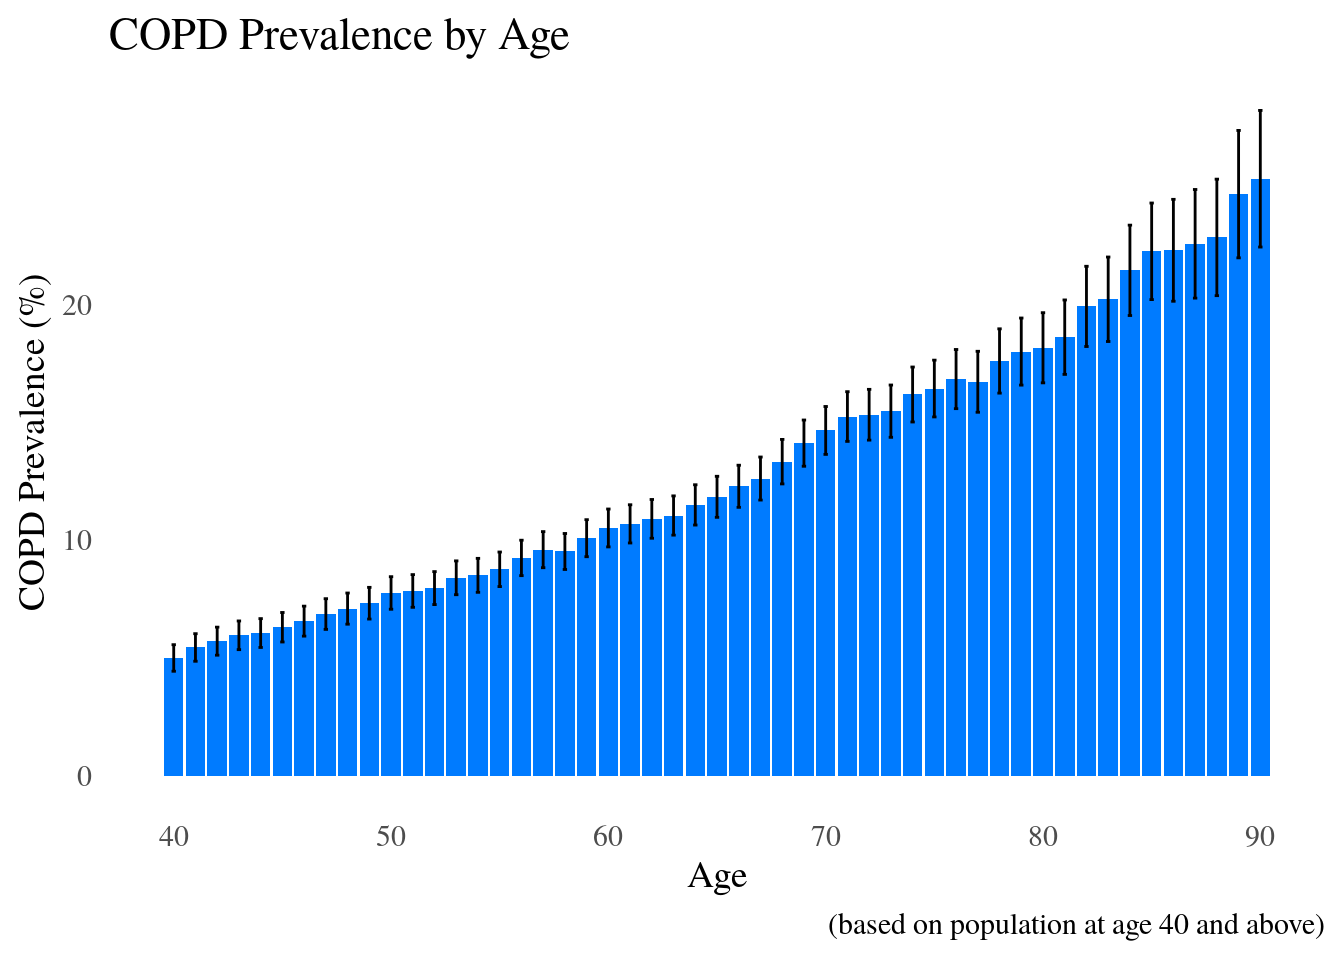 COPD Prevalence by Age
COPD Prevalence (%)
20
10
0
40 50 60 70 80 90
Age
(based on population at age 40 and above)